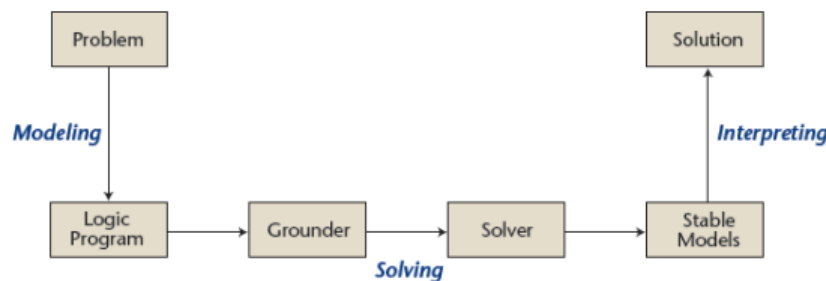 Problem
Solution
Modeling
Interpreting
Logic
Program
Grounder
Solver
Stable
Models
Solving